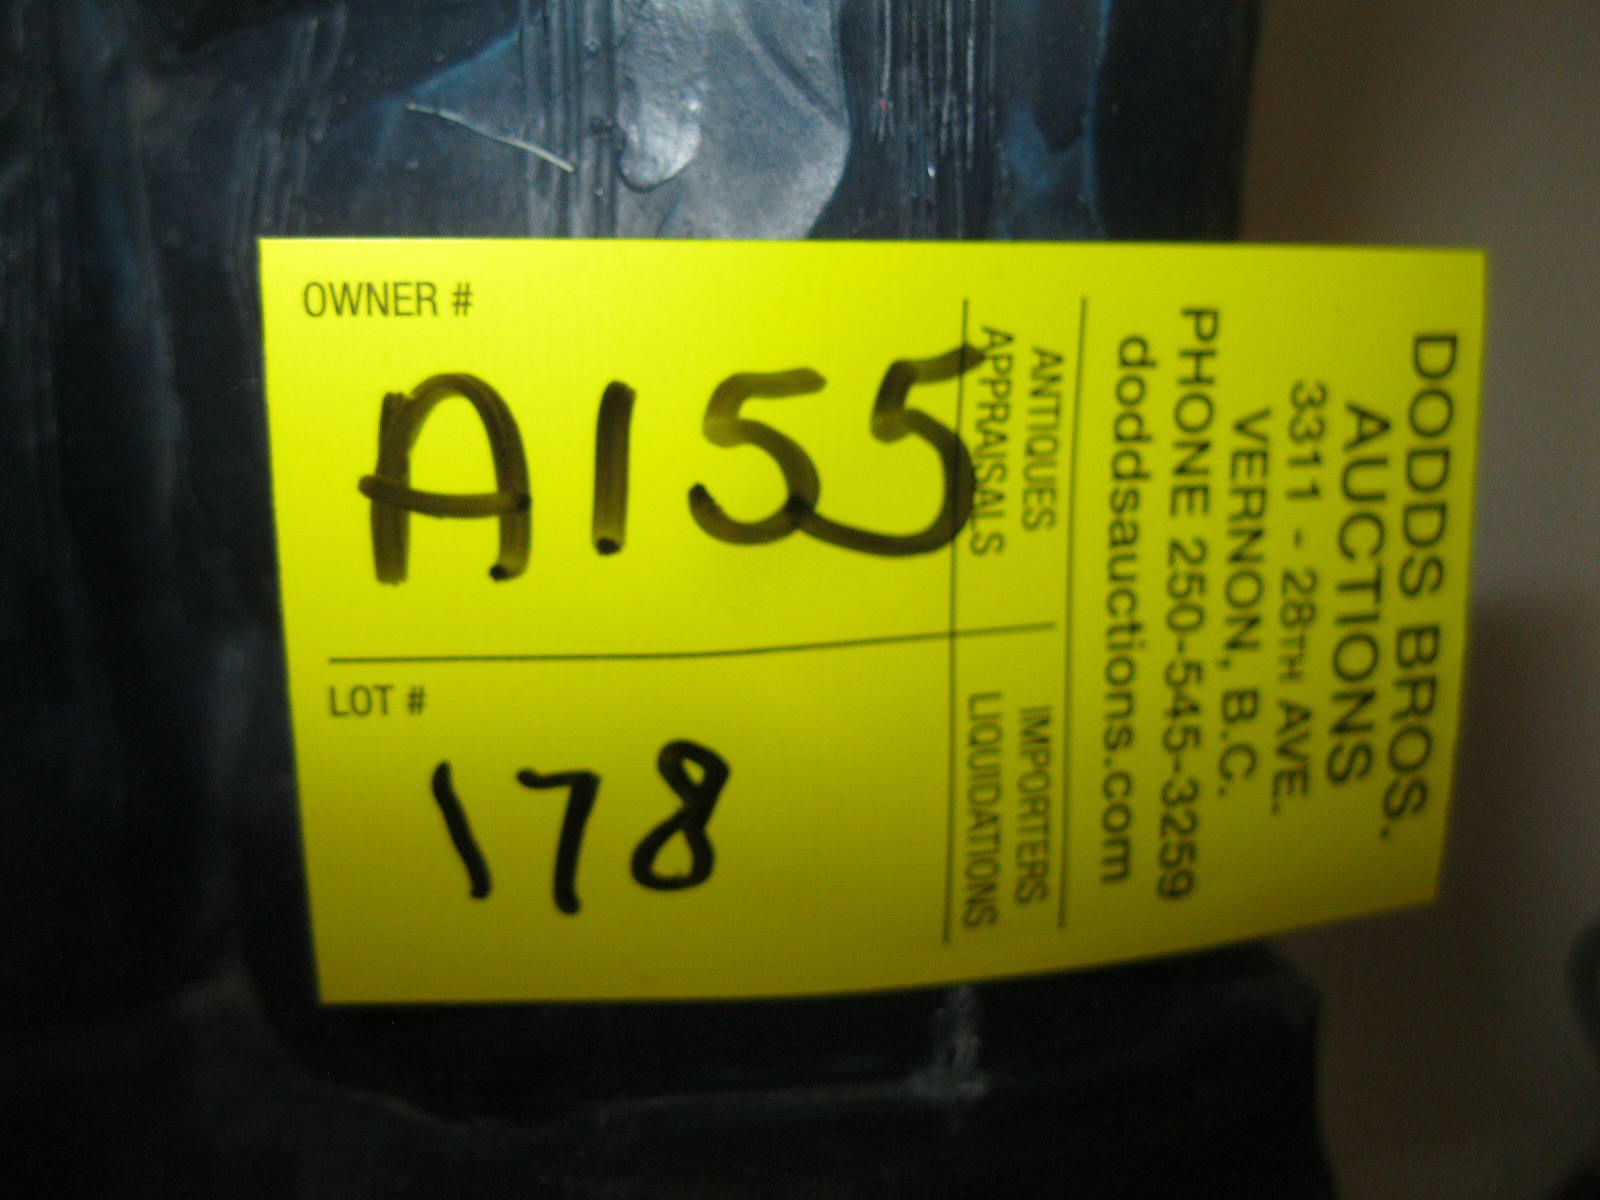 OWNER #
A155
LOT #
178
ANTIQUES
APPRAISALS
IMPORTERS
LIQUIDATIONS
DODDS BROS.
AUCTIONS
3311 - 28TH AVE.
VERNON, B.C.
PHONE 250-545-3259
doddsauctions.com